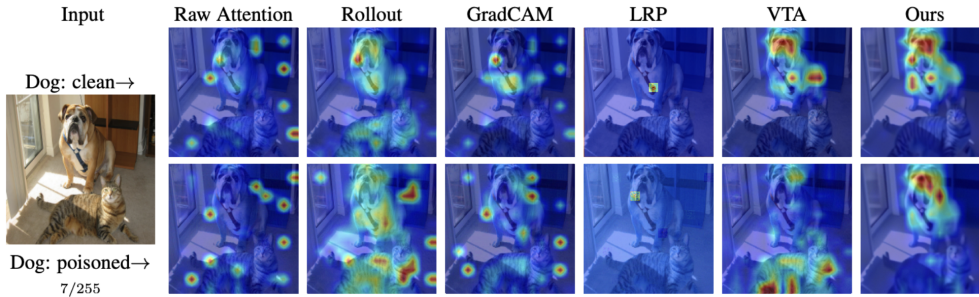 Input Raw Attention Rollout GradCAM LRP VTA Ours
Dog: clean→
Dog: poisoned→
7/255